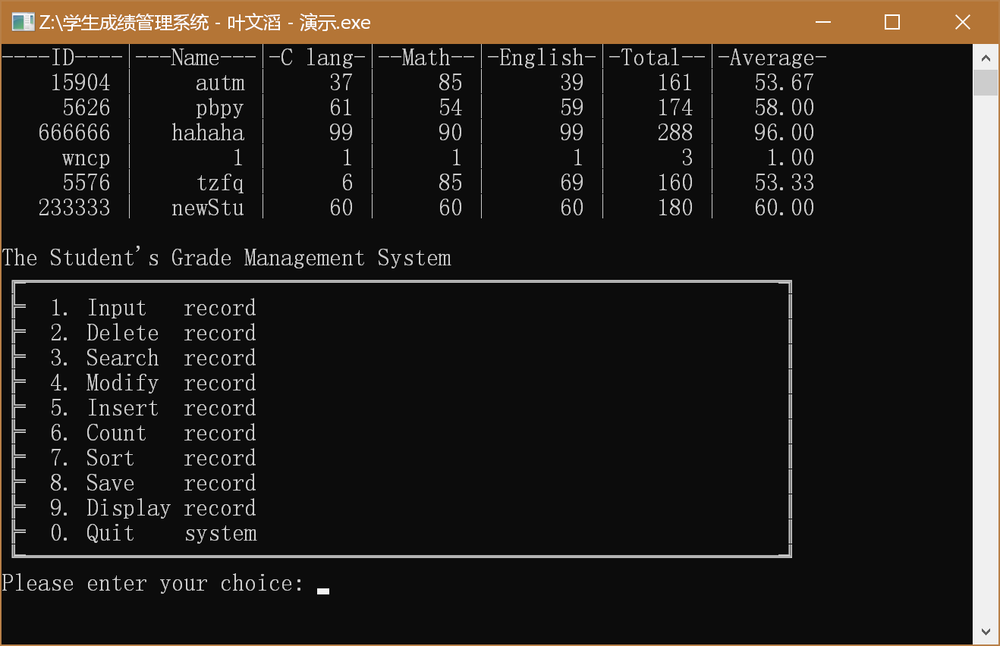 Z:\学生成绩管理系统 - 叶文滔 - 演示.exe
----ID----|---Name---|-C lang-|--Math--|-English-|-Total--|-Average-
15904 | autm | 37 | 85 | 39 | 161 | 53.67
5626 | pbpy | 61 | 54 | 59 | 174 | 58.00
666666 | hahaha | 99 | 90 | 99 | 288 | 96.00
wncp | 1 | 1 | 1 | 1 | 3 | 1.00
5576 | tzfq | 6 | 85 | 69 | 160 | 53.33
233333 | newStu | 60 | 60 | 60 | 180 | 60.00
The Student's Grade Management System
1. Input record
2. Delete record
3. Search record
4. Modify record
5. Insert record
6. Count record
7. Sort record
8. Save record
9. Display record
0. Quit system
Please enter your choice: